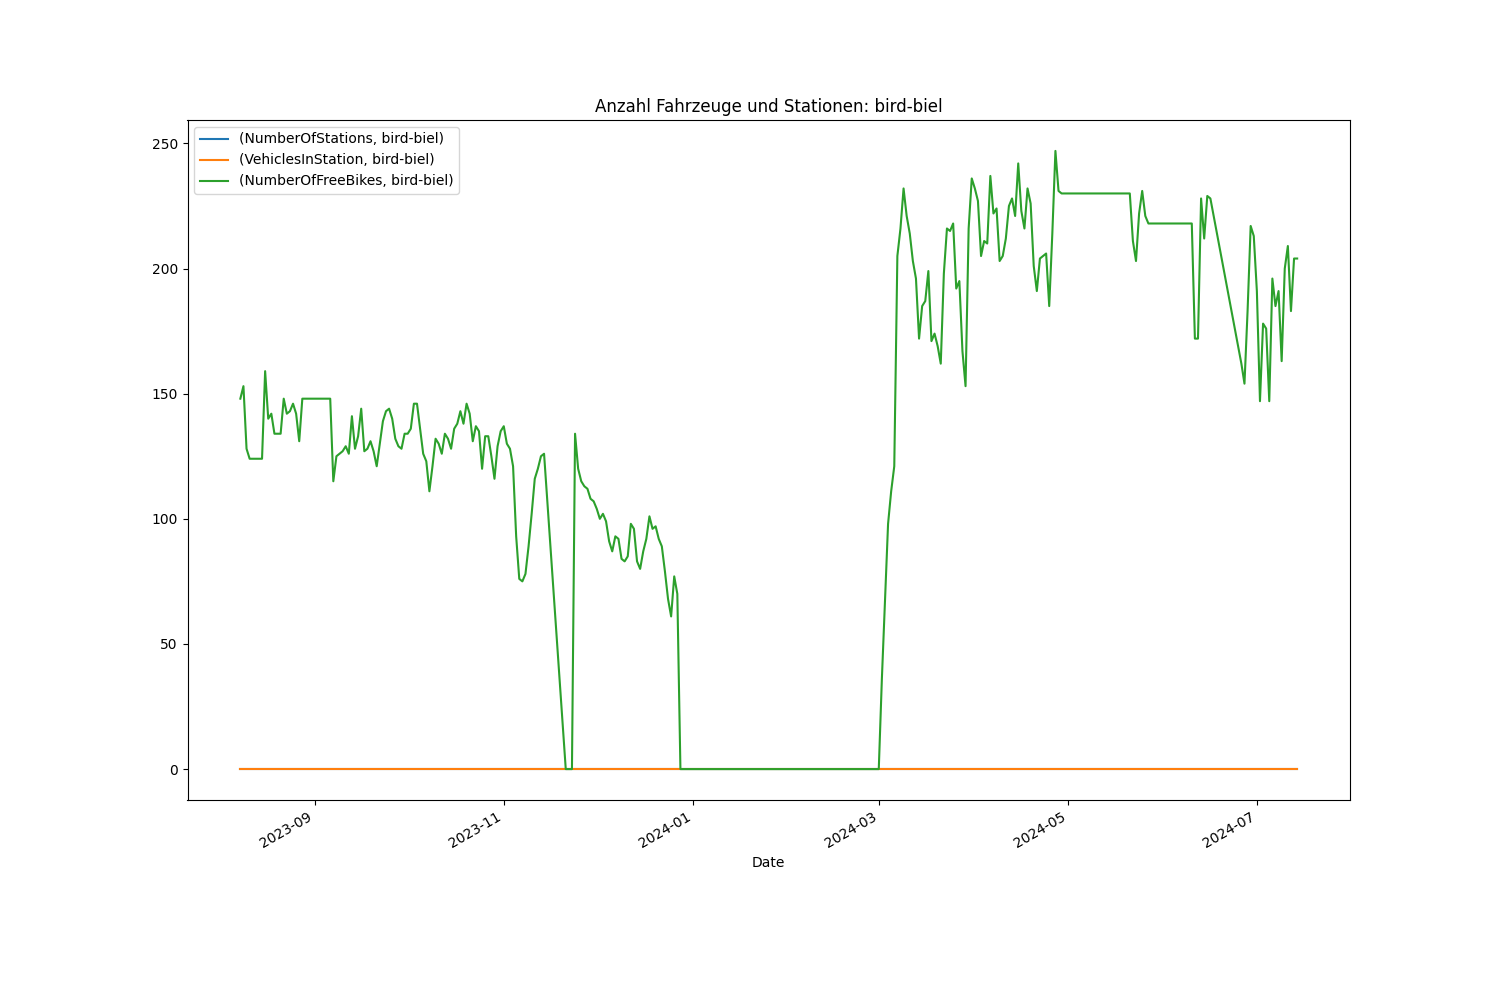 Anzahl Fahrzeuge und Stationen: bird-biel
(NumberOfStations, bird-biel)
(VehiclesInStation, bird-biel)
(NumberOfFreeBikes, bird-biel)
250
200
150
100
50
0
2023-09
2023-11
2024-01
2024-03
2024-05
2024-07
Date